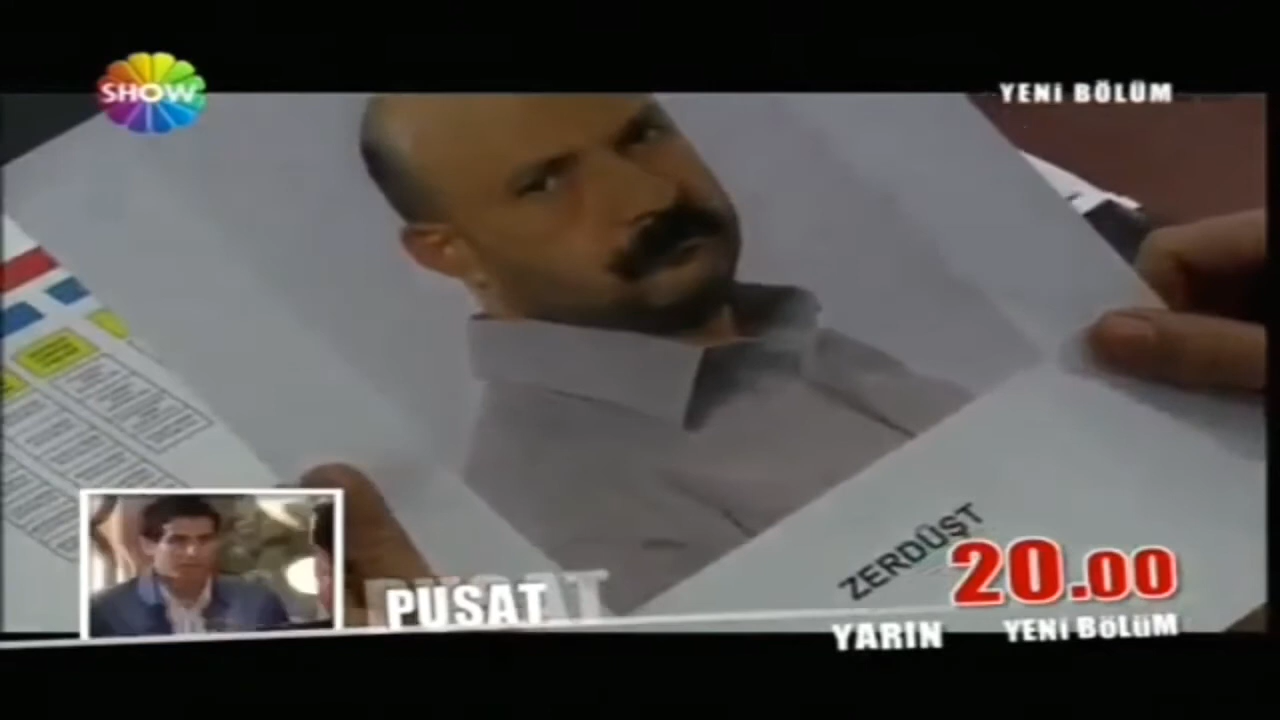 SHOW
YENİ BÖLÜM
ZERDÜŞT
PUSAT
20.00
YARIN
YENİ BÖLÜM